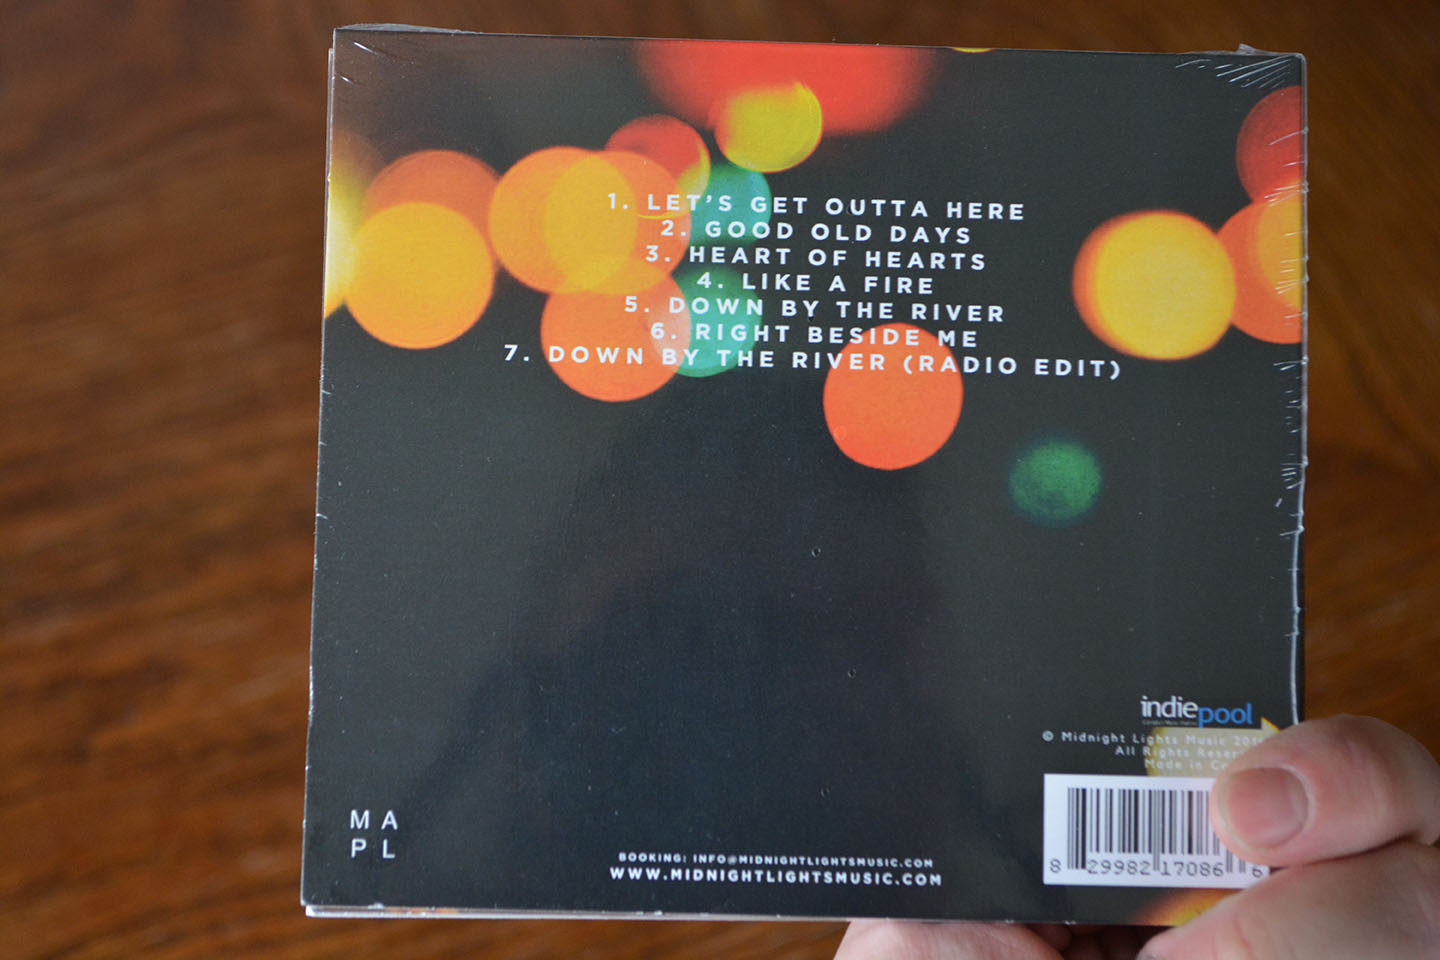 1. LET'S GET OUTTA HERE
2. GOOD OLD DAYS
3. HEART OF HEARTS
4. LIKE A FIRE
5. DOWN BY THE RIVER
6. RIGHT BESIDE ME
7. DOWN BY THE RIVER (RADIO EDIT)
indiepool
© Midnight Lights Music
All Rights
Made in
8 29982 17086 6
M A
P L
BOOKING: INFO@MIDNIGHTLIGHTSMUSIC.COM
WWW.MIDNIGHTLIGHTSMUSIC.COM